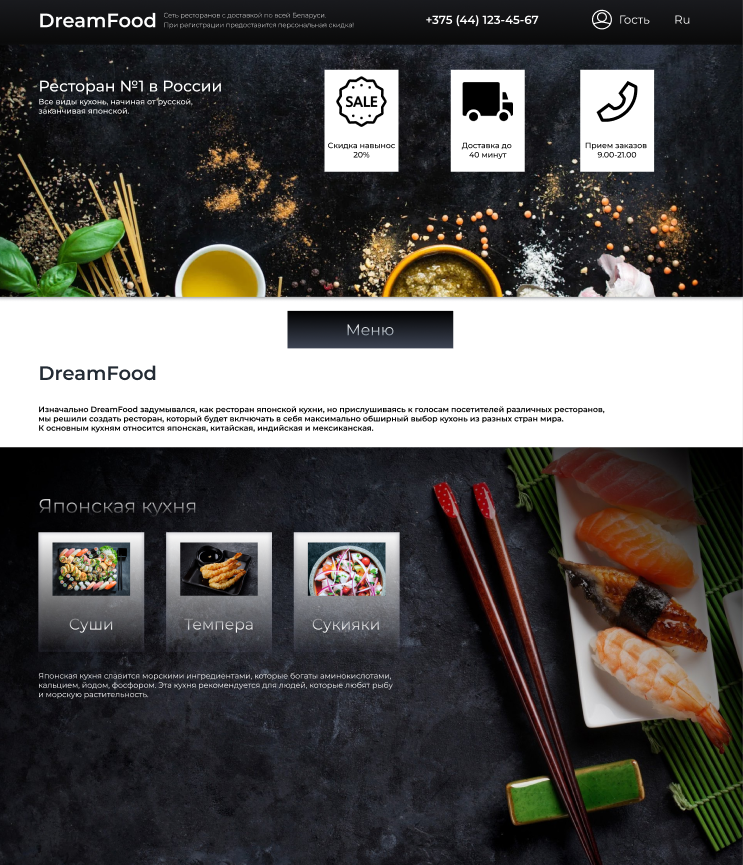 DreamFood
Сеть ресторанов с доставкой по всей Беларуси.
При регистрации предоставится персональная скидка!
+375 (44) 123-45-67
Гость
Ru
Ресторан №1 в России
Все виды кухонь, начиная от русской,
заканчивая японской.
SALE
Скидка навынос
20%
Доставка до
40 минут
Прием заказов
9.00-21.00
Меню
DreamFood
Изначально DreamFood задумывался, как ресторан японской кухни, но прислушиваясь к голосам посетителей различных ресторанов,
мы решили создать ресторан, который будет вклчючать в себя максимально обширный выбор кухонь из разных стран мира.
К основным кухням относится японская, китайская, индийская и мексиканская.
Японская кухня
Суши
Темпера
Сукияки
Японская кухня славится морскими ингредиентами, которые богаты аминокислотами,
кальцием, йодом, фосфором. Эта кухня рекомендуется для людей, которые любят рыбу
и морскую растительность.